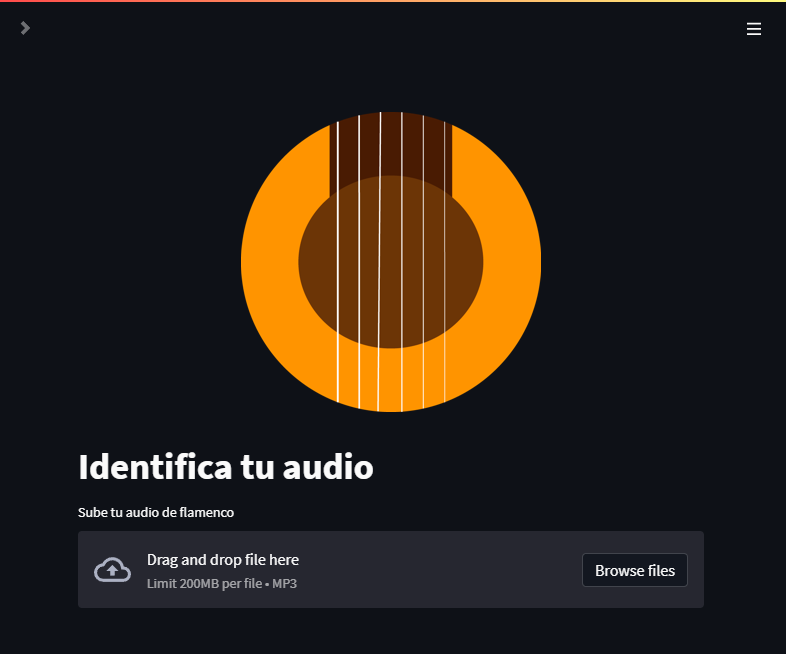 Identifica tu audio
Sube tu audio de flamenco
Drag and drop file here
Limit 200MB per file • MP3
Browse files